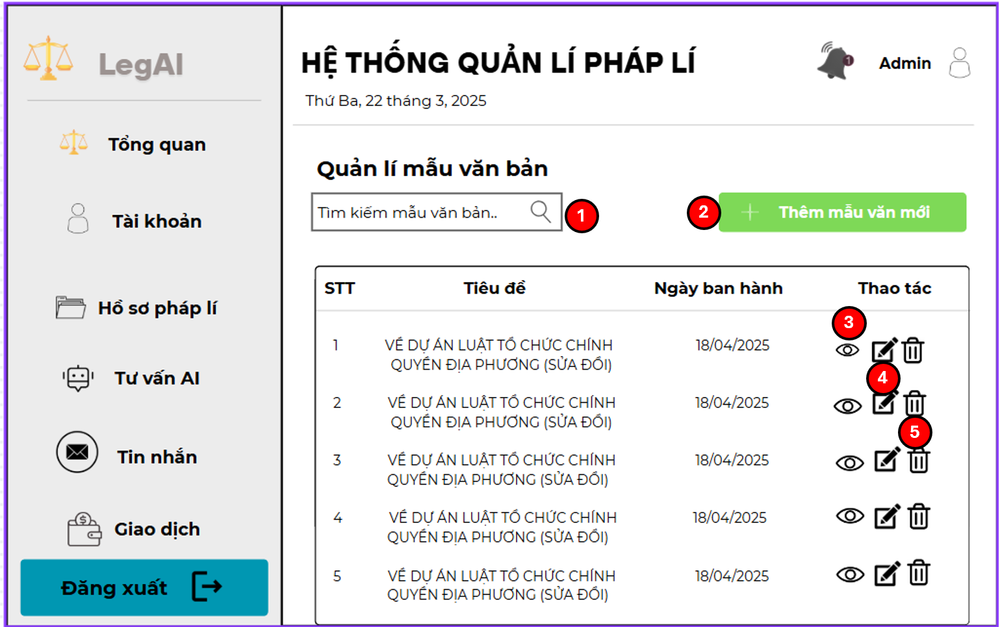 LegAI
Tổng quan
Tài khoản
Hồ sơ pháp lí
Tư vấn AI
Tin nhắn
Giao dịch
Đăng xuất
HỆ THỐNG QUẢN LÍ PHÁP LÍ
1
Admin
Thứ Ba, 22 tháng 3, 2025
Quản lí mẫu văn bản
Tìm kiếm mẫu văn bản..
1
2
Thêm mẫu văn mới
STT Tiêu đề Ngày ban hành Thao tác
3
1 VỀ DỰ ÁN LUẬT TỔ CHỨC CHÍNH 18/04/2025
QUYỀN ĐỊA PHƯƠNG (SỬA ĐỔI)
4
2 VỀ DỰ ÁN LUẬT TỔ CHỨC CHÍNH 18/04/2025
QUYỀN ĐỊA PHƯƠNG (SỬA ĐỔI)
5
3 VỀ DỰ ÁN LUẬT TỔ CHỨC CHÍNH 18/04/2025
QUYỀN ĐỊA PHƯƠNG (SỬA ĐỔI)
4 VỀ DỰ ÁN LUẬT TỔ CHỨC CHÍNH 18/04/2025
QUYỀN ĐỊA PHƯƠNG (SỬA ĐỔI)
5 VỀ DỰ ÁN LUẬT TỔ CHỨC CHÍNH 18/04/2025
QUYỀN ĐỊA PHƯƠNG (SỬA ĐỔI)